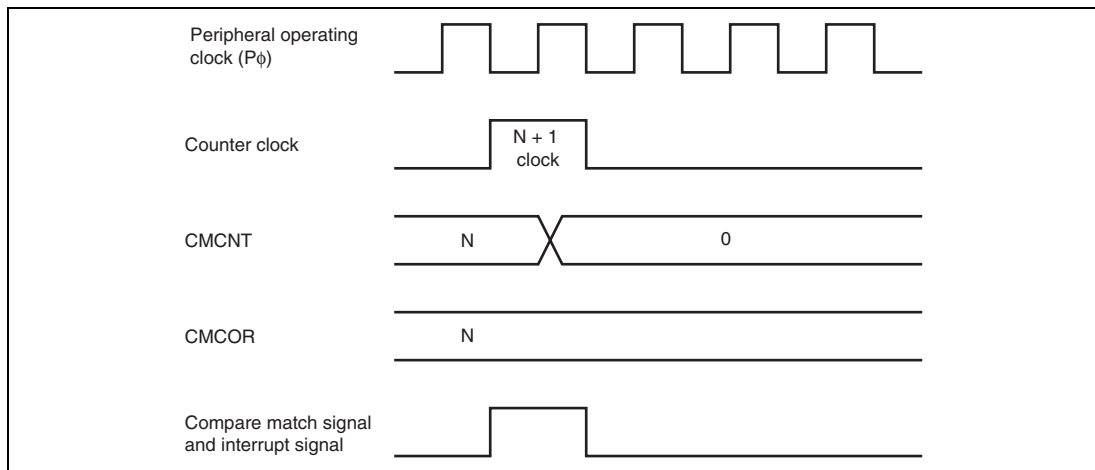 Peripheral operating
clock (Pϕ)
Counter clock
N + 1
clock
CMCNT
N
0
CMCOR
N
Compare match signal
and interrupt signal